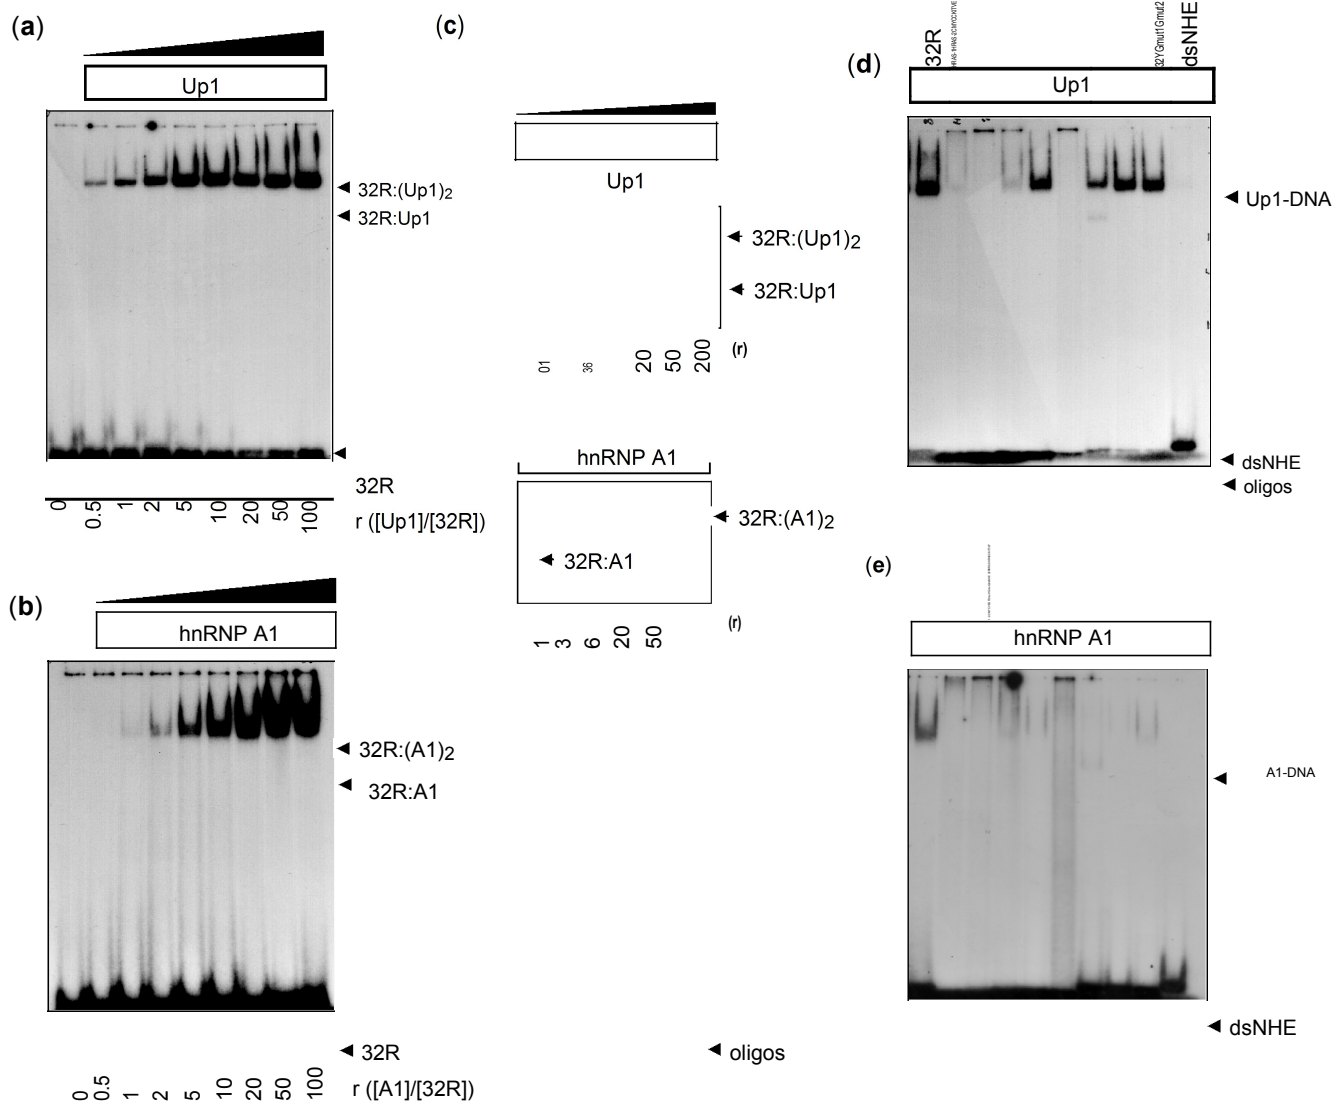 (a)
Up1
32R:(Up1)2
32R:Up1
32R
0 0.5 1 2 5 10 20 50 100
r ([Up1]/[32R])
(b)
hnRNP A1
32R:(A1)2
32R:A1
32R
0 0.5 1 2 5 10 20 50 100
r ([A1]/[32R])
(c)
Up1
32R:(Up1)2
32R:Up1
01 36 20 50 200 (r)
hnRNP A1
32R:(A1)2
32R:A1
1 3 6 20 50 (r)
oligos
(d)
32R
32YGmut1Gmut2
dsNHE
Up1
Up1-DNA
dsNHE
oligos
(e)
hnRNP A1
A1-DNA
dsNHE